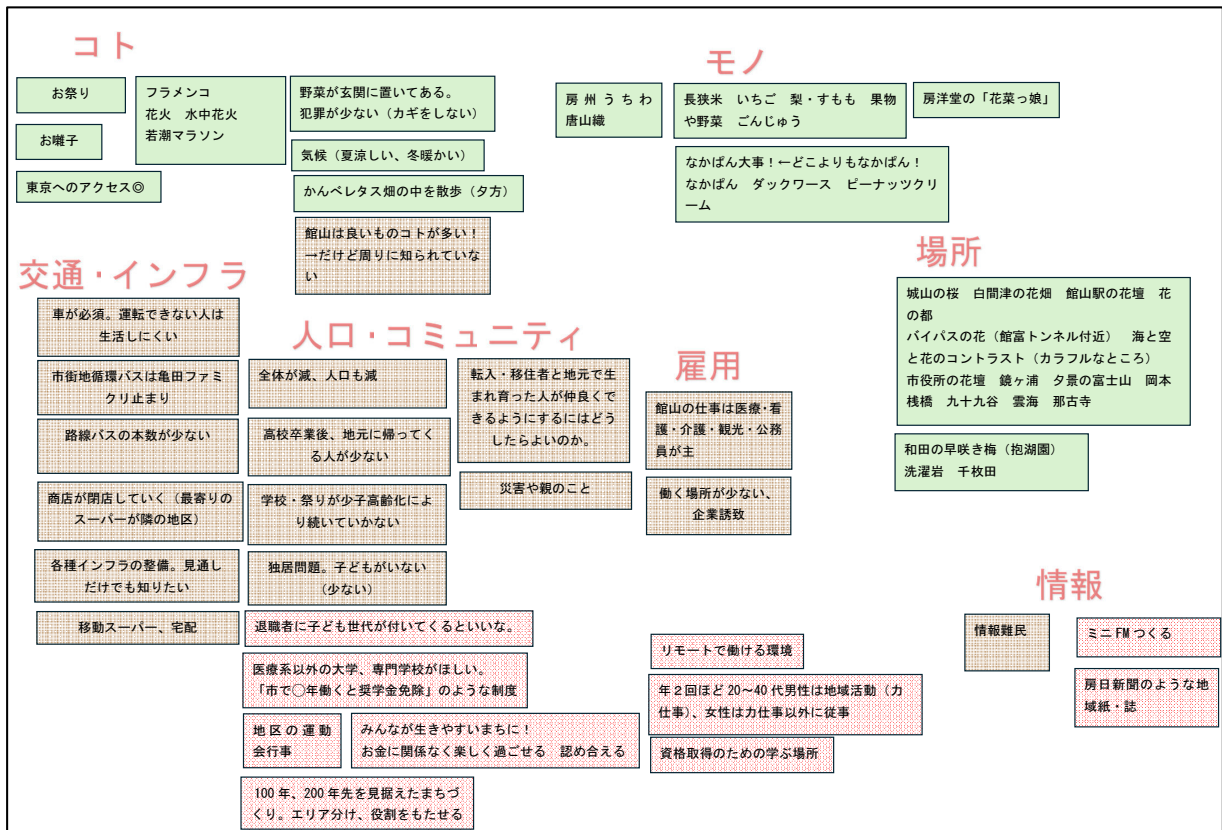 コト
お祭り
お囃子
東京へのアクセス◎
フラメンコ
花火　水中花火
若潮マラソン
野菜が玄関に置いてある。
犯罪が少ない（カギをしない）
気候（夏涼しい、冬暖かい）
かんべレタス畑の中を散歩（夕方）
館山は良いものコトが多い！
→だけど周りに知られていな
い
モノ
房州うちわ
唐山織
長狭米　いちご　梨・すもも　果物
や野菜　ごんじゅう
房洋堂の「花菜っ娘」
なかぱん大事！←どこよりもなかぱん！
なかぱん　ダックワース　ピーナッツクリ
ーム
場所
城山の桜　白間津の花畑　館山駅の花壇　花
の都
バイパスの花（館富トンネル付近）　海と空
と花のコントラスト（カラフルなところ）
市役所の花壇　鏡ヶ浦　夕景の富士山　岡本
桟橋　九十九谷　雲海　那古寺
和田の早咲き梅（抱湖園）
洗濯岩　千枚田
交通・インフラ
車が必須。運転できない人は
生活しにくい
市街地循環バスは亀田ファミ
クリ止まり
路線バスの本数が少ない
商店が閉店していく（最寄りの
スーパーが隣の地区）
各種インフラの整備。見通し
だけでも知りたい
移動スーパー、宅配
人口・コミュニティ
全体が減、人口も減
高校卒業後、地元に帰ってく
る人が少ない
学校・祭りが少子高齢化によ
り続いていかない
独居問題。子どもがいない
（少ない）
転入・移住者と地元で生
まれ育った人が仲良くで
きるようにするにはどう
したらよいのか。
災害や親のこと
退職者に子ども世代が付いてくるといいな。
医療系以外の大学、専門学校がほしい。
「市で〇年働くと奨学金免除」のような制度
地区の運動
会行事
みんなが生きやすいまちに！
お金に関係なく楽しく過ごせる　認め合える
100年、200年先を見据えたまちづ
くり。エリア分け、役割をもたせる
雇用
館山の仕事は医療・看
護・介護・観光・公務
員が主
働く場所が少ない、
企業誘致
リモートで働ける環境
年２回ほど20～40代男性は地域活動（力
仕事）、女性は力仕事以外に従事
資格取得のための学ぶ場所
情報
情報難民
ミニFMつくる
房日新聞のような地
域紙・誌